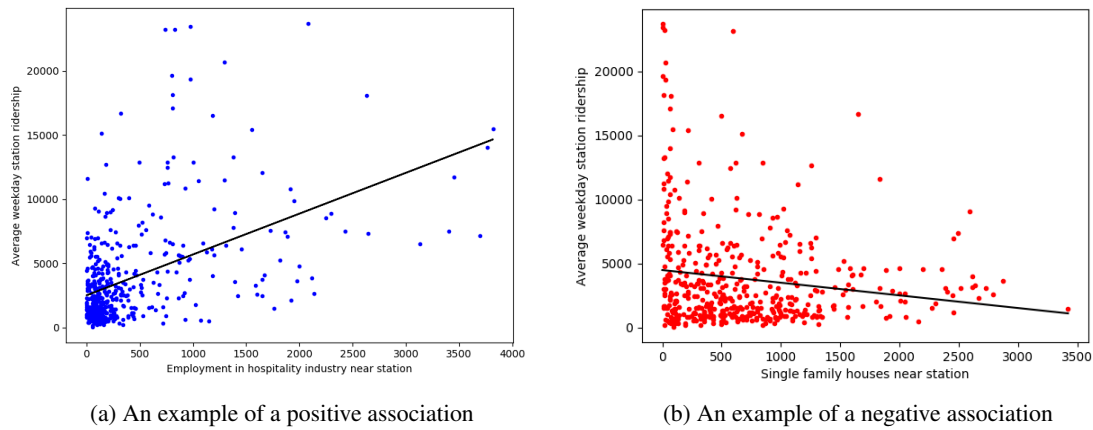 20000
15000
10000
5000
0
Average weekday station ridership
0 500 1000 1500 2000 2500 3000 3500 4000
Employment in hospitality industry near station
(a) An example of a positive association
20000
15000
10000
5000
0
Average weekday station ridership
0 500 1000 1500 2000 2500 3000 3500
Single family houses near station
(b) An example of a negative association